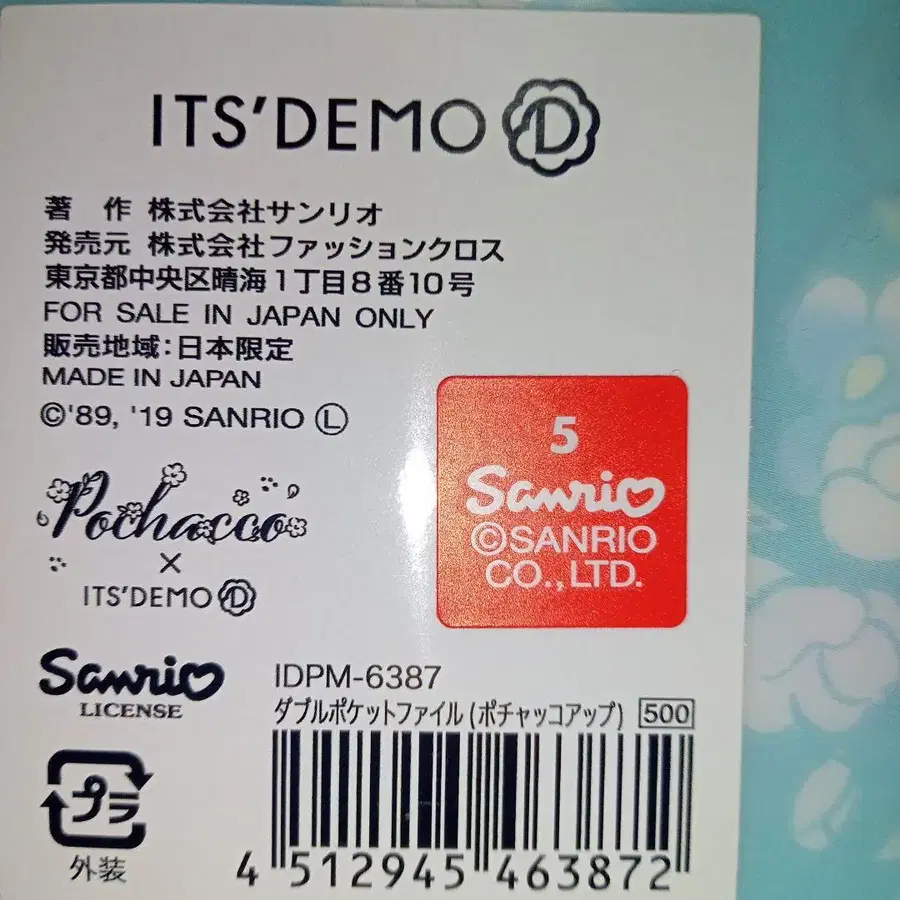 ITS'DEMO D
著 作 株式会社サンリオ
発売元 株式会社ファッションクロス
東京都中央区晴海1丁目8番10号
FOR SALE IN JAPAN ONLY
販売地域:日本限定
MADE IN JAPAN
©'89, '19 SANRIO Ⓛ
5
Sanrio
©SANRIO
CO.,LTD.
Pochacco
×
ITS'DEMO D
Sanrio
LICENSE
IDPM-6387
ダブルポケットファイル(ポチャッコアップ) 500
プラ
外装
4 512945 463872